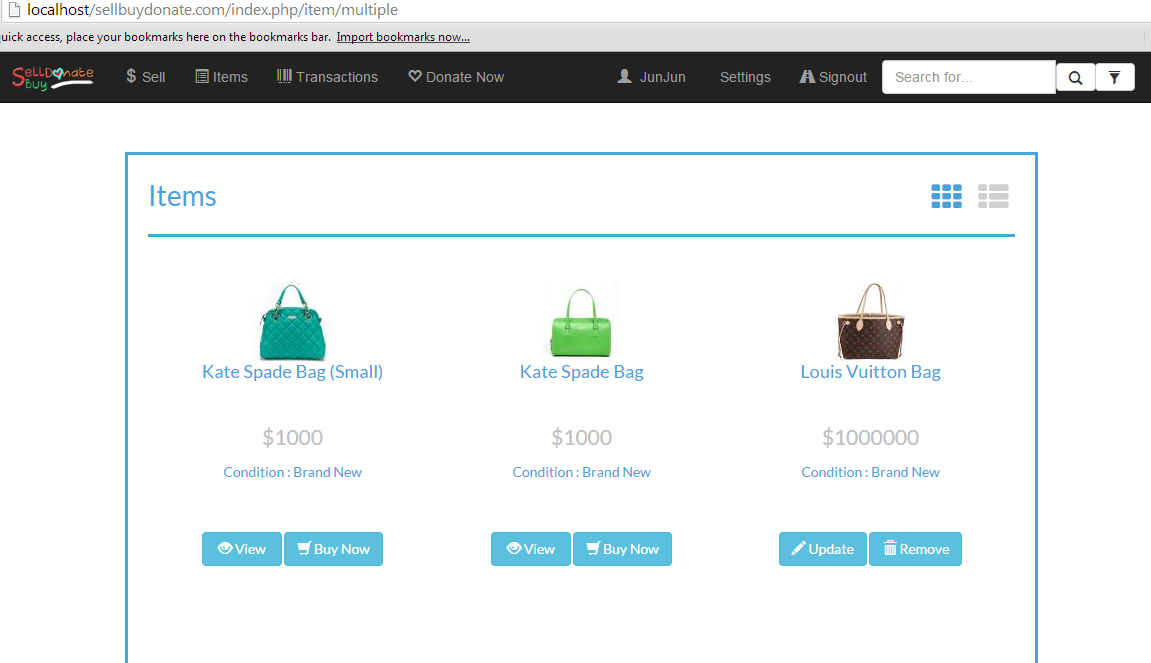 localhost/sellbuydonate.com/index.php/item/multiple
quick access, place your bookmarks here on the bookmarks bar. Import bookmarks now...
SellDonate Buy $ Sell Items Transactions Donate Now JunJun Settings Signout Search for...
Items
Kate Spade Bag (Small) Kate Spade Bag Louis Vuitton Bag
$1000 $1000 $1000000
Condition : Brand New Condition : Brand New Condition : Brand New
View Buy Now View Buy Now Update Remove